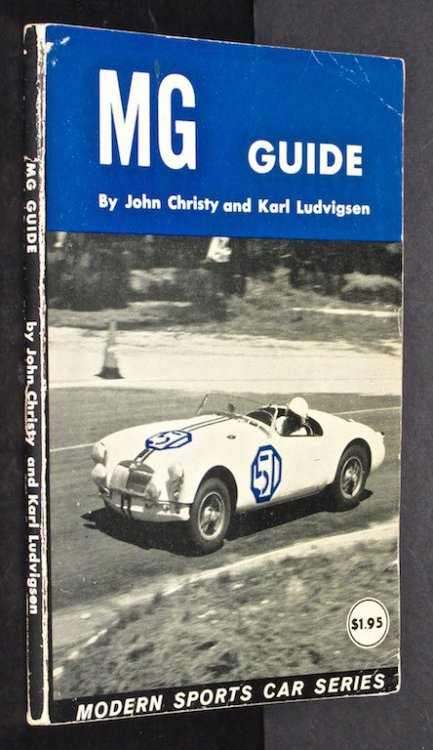 MG GUIDE
By John Christy and Karl Ludvigsen
51
51
$1.95
MODERN SPORTS CAR SERIES
MG GUIDE by John Christy and Karl Ludvigsen